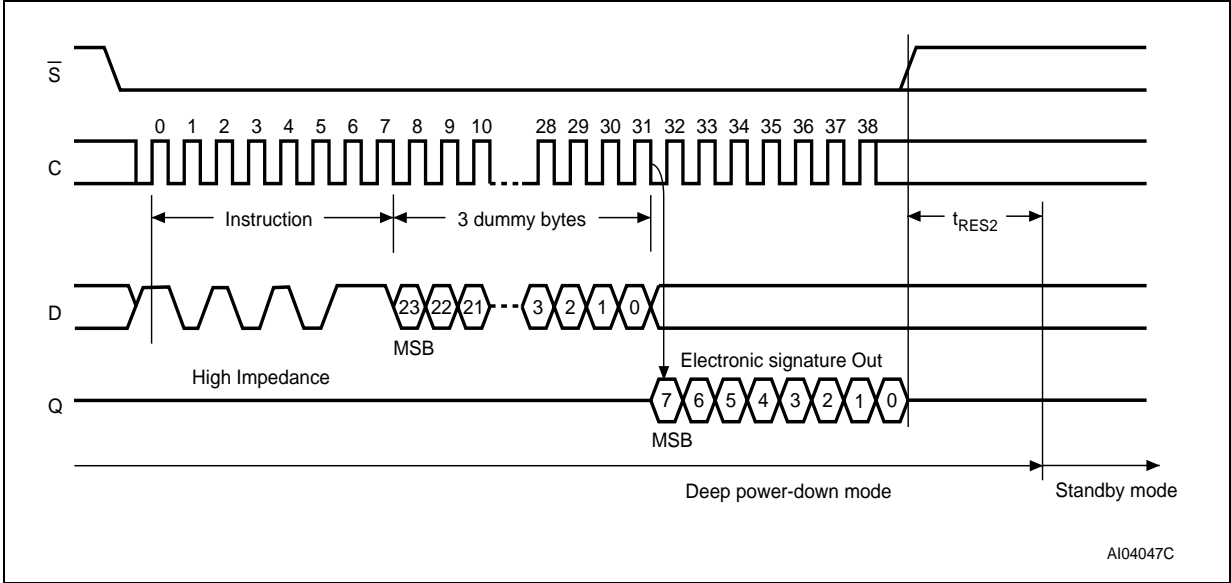 S
0 1 2 3 4 5 6 7 8 9 10 28 29 30 31 32 33 34 35 36 37 38
C
Instruction 3 dummy bytes tRES2
D 23 22 21 3 2 1 0
MSB
High Impedance Electronic signature Out
Q 7 6 5 4 3 2 1 0
MSB
Deep power-down mode Standby mode
AI04047C